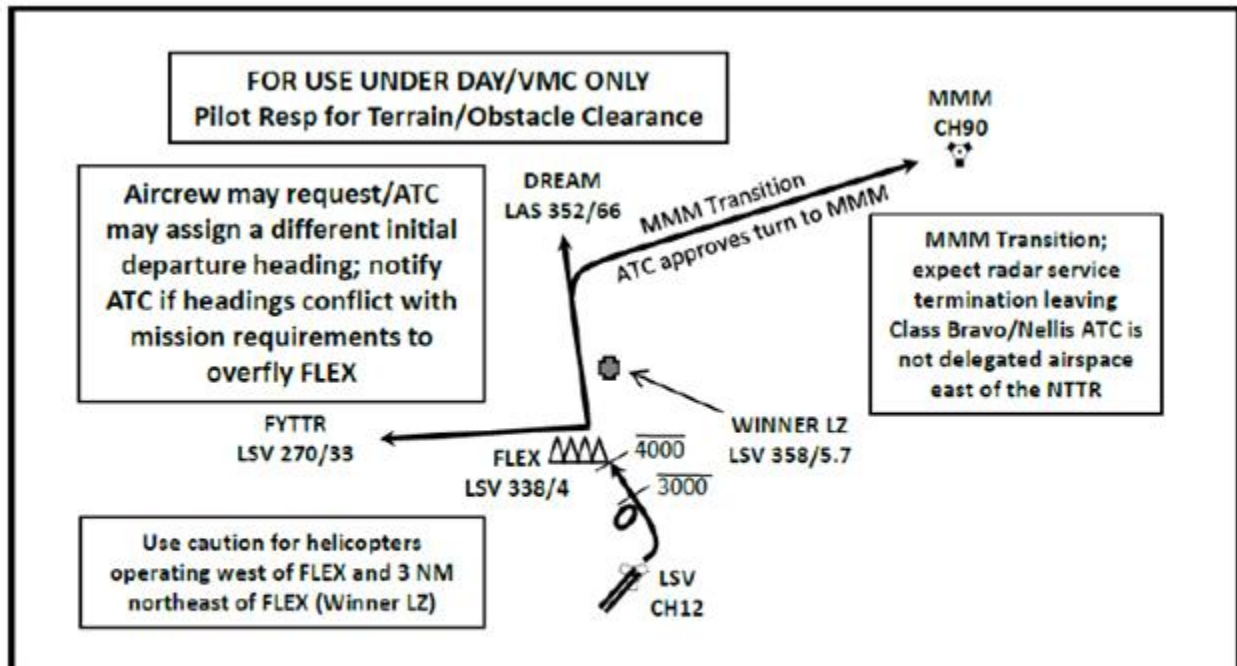 FOR USE UNDER DAY/VMC ONLY
Pilot Resp for Terrain/Obstacle Clearance
MMM
CH90
Aircrew may request/ATC
may assign a different initial
departure heading; notify
ATC if headings conflict with
mission requirements to
overfly FLEX
DREAM
LAS 352/66
MMM Transition
ATC approves turn to MMM
MMM Transition;
expect radar service
termination leaving
Class Bravo/Nellis ATC is
not delegated airspace
east of the NTTR
FYTTR
LSV 270/33
WINNER LZ
LSV 358/5.7
FLEX
LSV 338/4
4000
3000
Use caution for helicopters
operating west of FLEX and 3 NM
northeast of FLEX (Winner LZ)
LSV
CH12